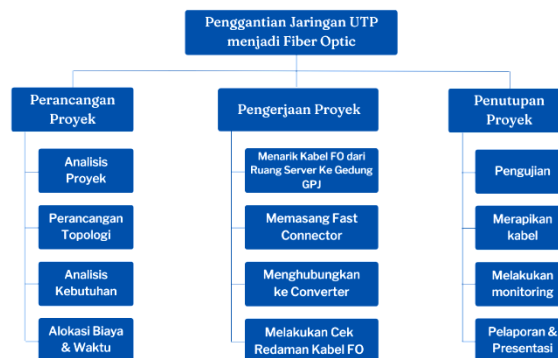 Penggantian Jaringan UTP
menjadi Fiber Optic
Perancangan
Proyek
Analisis
Proyek
Perancangan
Topologi
Analisis
Kebutuhan
Alokasi Biaya
& Waktu
Pengerjaan Proyek
Menarik Kabel FO dari
Ruang Server Ke Gedung
GPJ
Memasang Fast
Connector
Menghubungkan
ke Converter
Melakukan Cek
Redaman Kabel FO
Penutupan
Proyek
Pengujian
Merapikan
kabel
Melakukan
monitoring
Pelaporan &
Presentasi